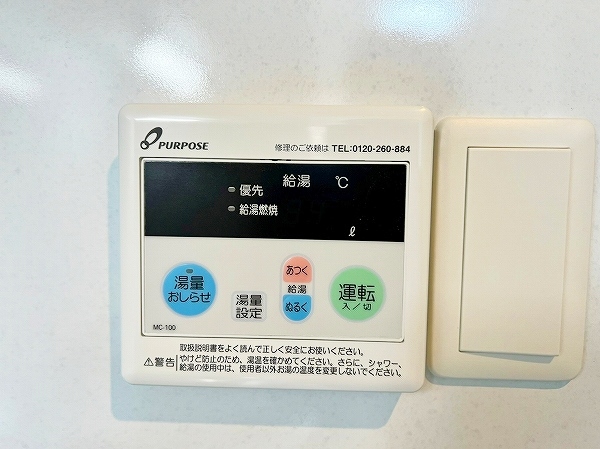 PURPOSE
修理のご依頼は TEL:0120-260-884
給湯 ℃
優先
給湯燃焼
ℓ
湯量
おしらせ
湯量
設定
あつく
給湯
ぬるく
運転
入/切
MC-100
取扱説明書をよく読んで正しく安全にお使いください。
⚠警告 やけど防止のため、湯温を確かめてください。さらに、シャワー、
給湯の使用中は、使用者以外お湯の温度を変更しないでください。